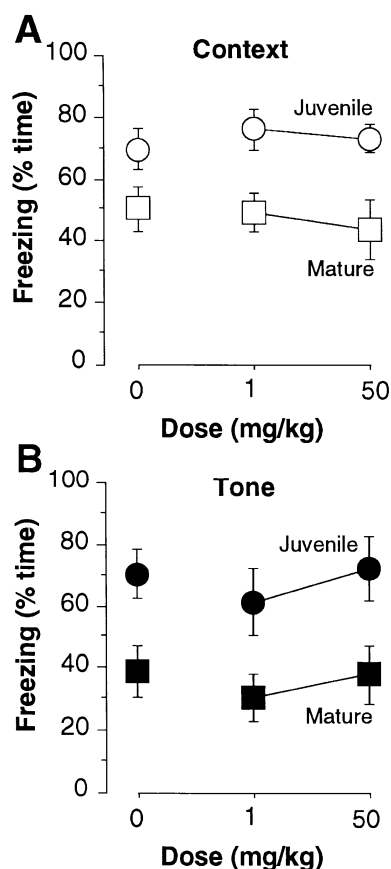 A
Context
100
80
60
40
20
0
Freezing (% time)
Juvenile
Mature
0 1 50
Dose (mg/kg)
B
Tone
100
80
60
40
20
0
Freezing (% time)
Juvenile
Mature
0 1 50
Dose (mg/kg)